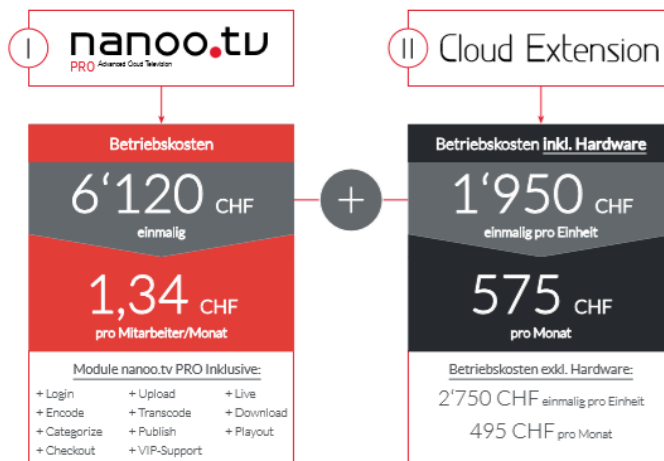 I
nanoo.tv
PRO Advanced Cloud Television
Betriebskosten
6‘120 CHF
einmalig
1,34 CHF
pro Mitarbeiter/Monat
Module nanoo.tv PRO Inklusive:
+ Login + Upload + Live
+ Encode + Transcode + Download
+ Categorize + Publish + Playout
+ Checkout + VIP-Support
+
II
Cloud Extension
Betriebskosten inkl. Hardware
1‘950 CHF
einmalig pro Einheit
575 CHF
pro Monat
Betriebskosten exkl. Hardware:
2‘750 CHF einmalig pro Einheit
495 CHF pro Monat